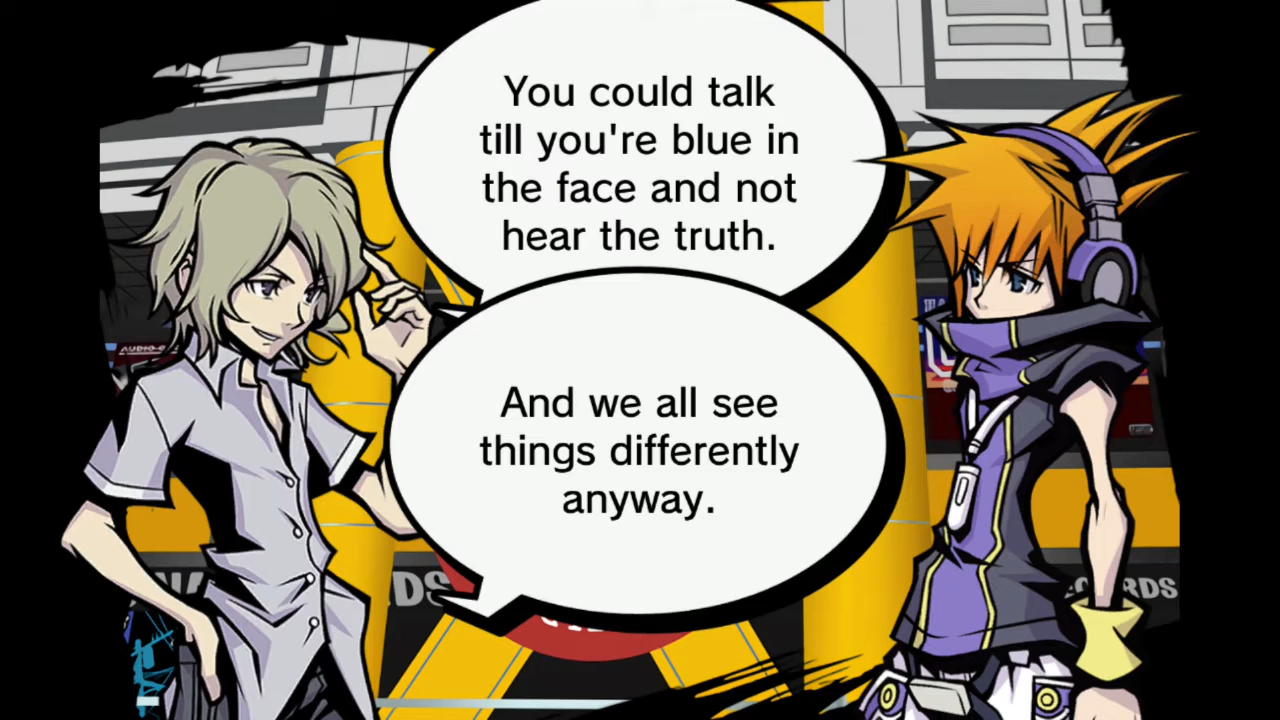 You could talk
till you're blue in
the face and not
hear the truth.
And we all see
things differently
anyway.